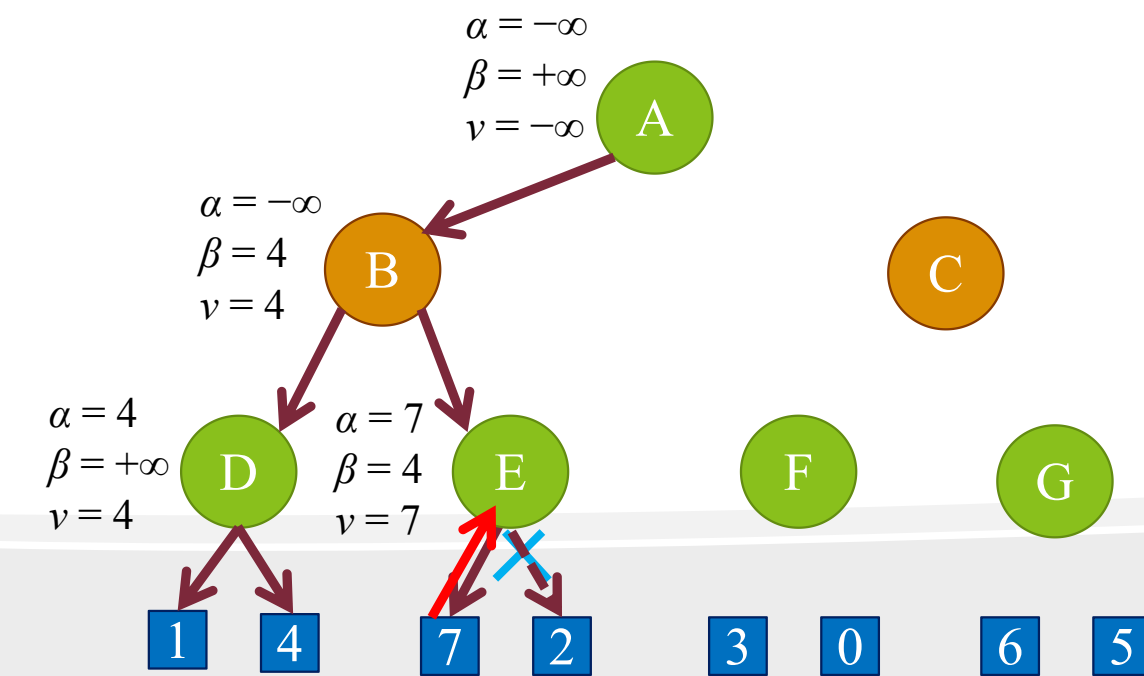 α = −∞
β = +∞
v = −∞
A
α = −∞
β = 4
v = 4
B
C
α = 4
β = +∞
v = 4
D
α = 7
β = 4
v = 7
E
F
G
1
4
7
2
3
0
6
5